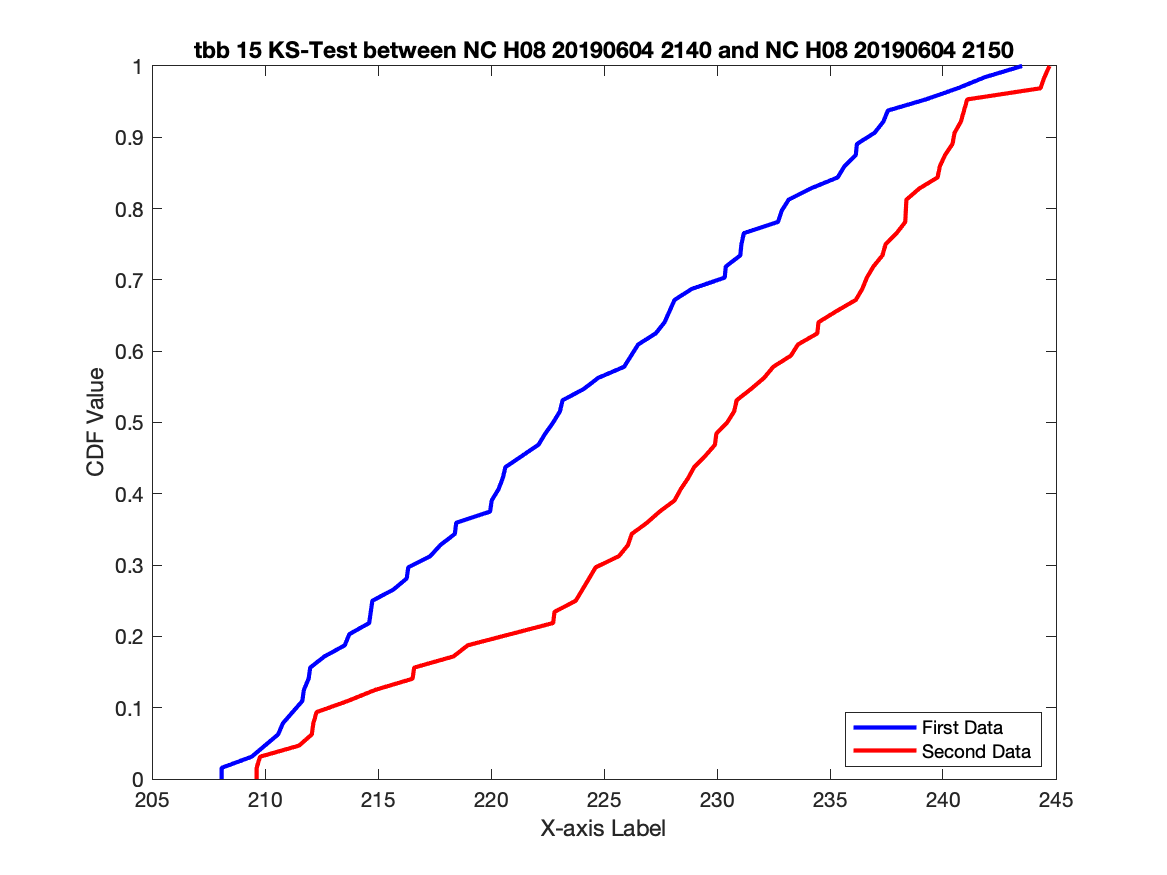 tbb 15 KS-Test between NC H08 20190604 2140 and NC H08 20190604 2150
1
0.9
0.8
0.7
0.6
0.5
0.4
0.3
0.2
0.1
0
CDF Value
205 210 215 220 225 230 235 240 245
X-axis Label
First Data
Second Data